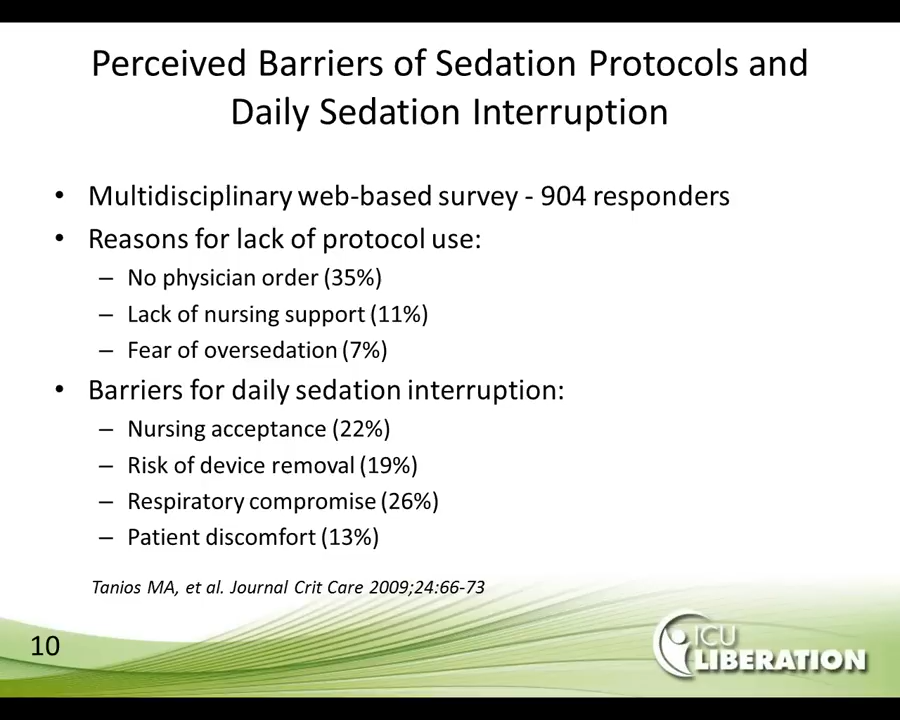 Perceived Barriers of Sedation Protocols and
Daily Sedation Interruption
• Multidisciplinary web-based survey - 904 responders
• Reasons for lack of protocol use:
– No physician order (35%)
– Lack of nursing support (11%)
– Fear of oversedation (7%)
• Barriers for daily sedation interruption:
– Nursing acceptance (22%)
– Risk of device removal (19%)
– Respiratory compromise (26%)
– Patient discomfort (13%)
Tanios MA, et al. Journal Crit Care 2009;24:66-73
10
ICU
LIBERATION